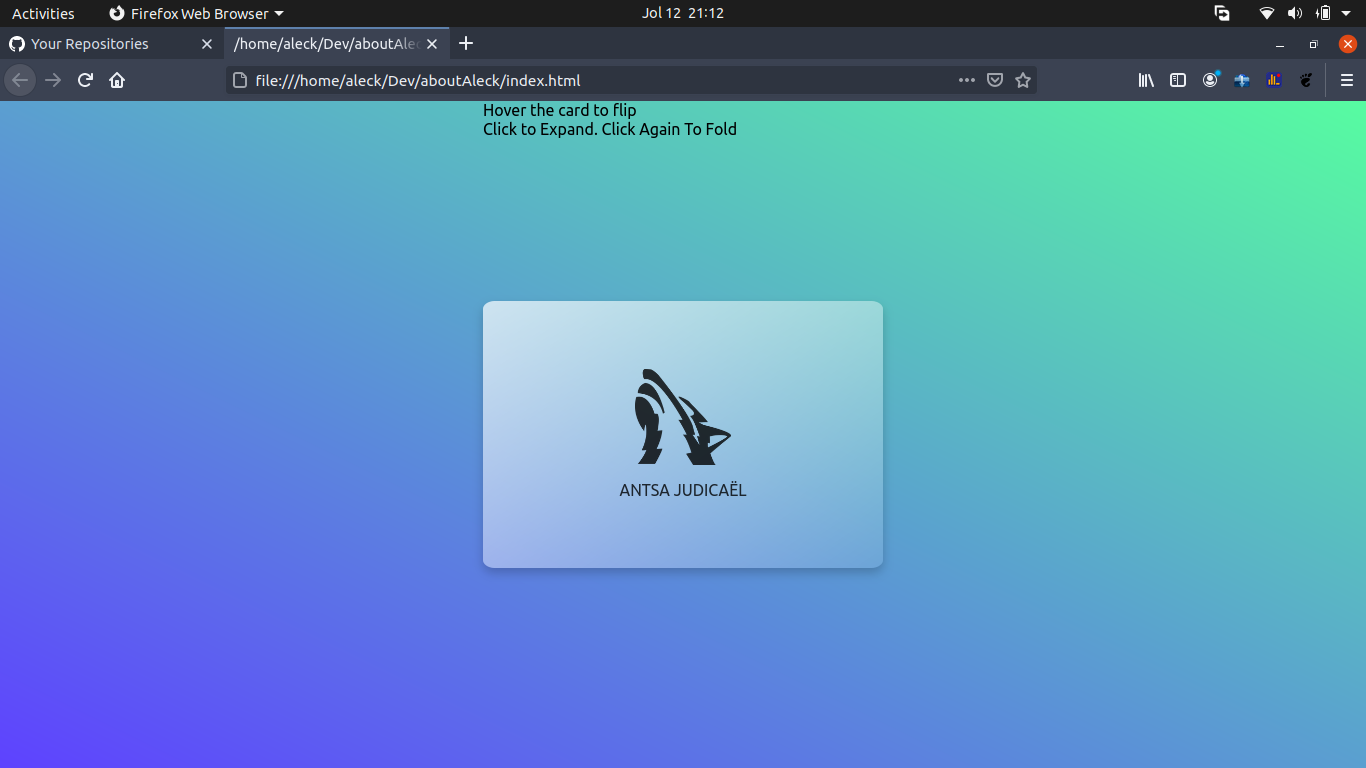 Activities
Firefox Web Browser
Jol 12 21:12
Your Repositories
/home/aleck/Dev/aboutAlec
file:///home/aleck/Dev/aboutAleck/index.html
Hover the card to flip
Click to Expand. Click Again To Fold
ANTSA JUDICAËL